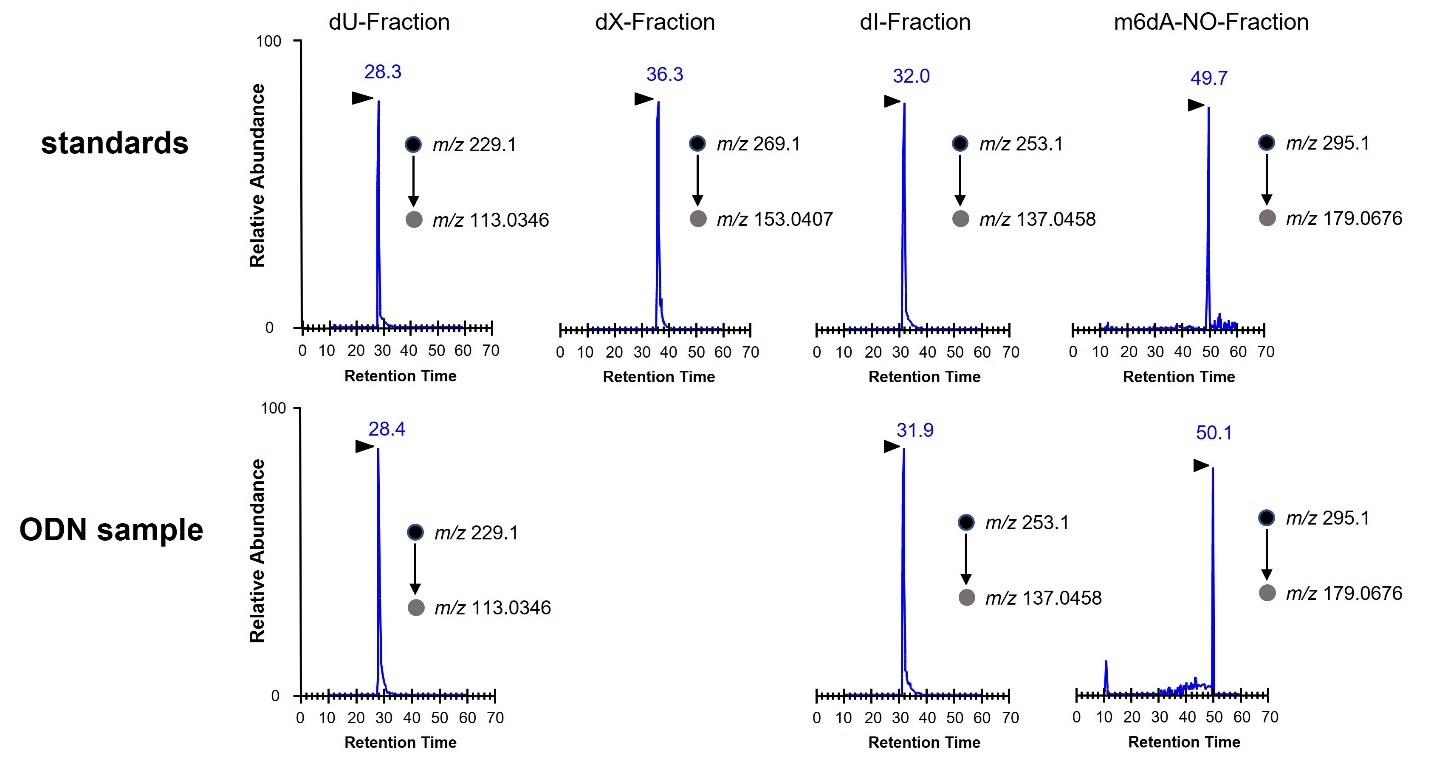 dU-Fraction dX-Fraction dI-Fraction m6dA-NO-Fraction
standards
Relative Abundance
100
0
28.3
m/z 229.1
m/z 113.0346
0 10 20 30 40 50 60 70
Retention Time
36.3
m/z 269.1
m/z 153.0407
0 10 20 30 40 50 60 70
Retention Time
32.0
m/z 253.1
m/z 137.0458
0 10 20 30 40 50 60 70
Retention Time
49.7
m/z 295.1
m/z 179.0676
0 10 20 30 40 50 60 70
Retention Time
ODN sample
Relative Abundance
100
0
28.4
m/z 229.1
m/z 113.0346
0 10 20 30 40 50 60 70
Retention Time
31.9
m/z 253.1
m/z 137.0458
0 10 20 30 40 50 60 70
Retention Time
50.1
m/z 295.1
m/z 179.0676
0 10 20 30 40 50 60 70
Retention Time